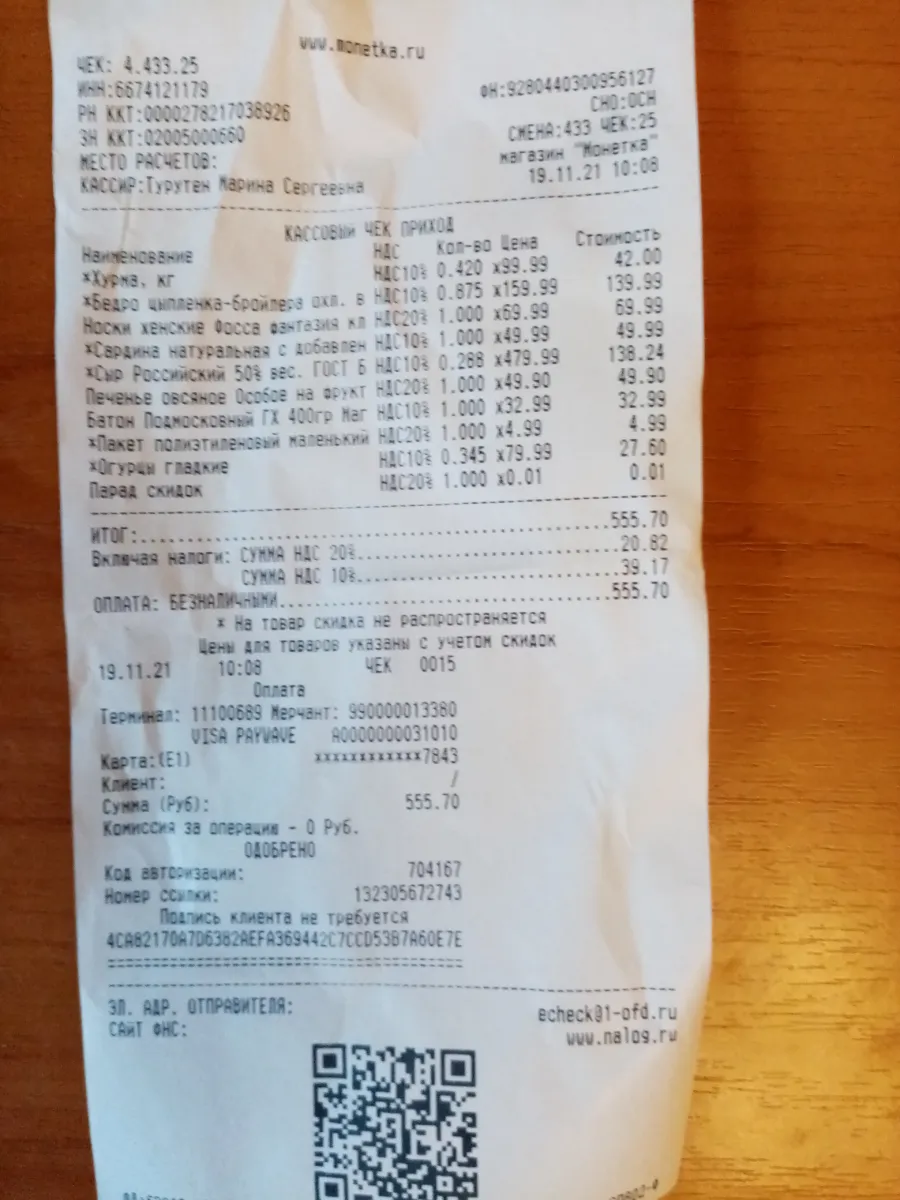 www.monetka.ru
ЧЕК: 4.433.25
ИНН:6674121179 ФН:9280440300956127
РН ККТ:0000278217038926 СНО:ОСН
ЗН ККТ:02005000660 СМЕНА:433 ЧЕК:25
МЕСТО РАСЧЕТОВ: магазин "Монетка"
КАССИР:Турутен Марина Сергеевна 19.11.21 10:08
КАССОВЫЙ ЧЕК ПРИХОД
Наименование НДС Кол-во Цена Стоимость
*Хурма, кг НДС10% 0.420 x99.99 42.00
*Бедро цыпленка-бройлера охл. в НДС10% 0.875 x159.99 139.99
Носки женские Фосса фантазия кл НДС20% 1.000 x69.99 69.99
*Сардина натуральная с добавлен НДС10% 1.000 x49.99 49.99
*Сыр Российский 50% вес. ГОСТ Б НДС10% 0.288 x479.99 138.24
Печенье овсяное Особое на фрукт НДС20% 1.000 x49.90 49.90
Батон Подмосковный ГХ 400гр Маг НДС10% 1.000 x32.99 32.99
*Пакет полиэтиленовый маленький НДС20% 1.000 x4.99 4.99
*Огурцы гладкие НДС10% 0.345 x79.99 27.60
Парад скидок НДС20% 1.000 x0.01 0.01
ИТОГ:...............555.70
Включая налоги: СУММА НДС 20%...............20.82
СУММА НДС 10%...............39.17
ОПЛАТА: БЕЗНАЛИЧНЫМИ...............555.70
* На товар скидка не распространяется
Цены для товаров указаны с учетом скидок
19.11.21 10:08 ЧЕК 0015
Оплата
Терминал: 11100689 Мерчант: 990000013380
VISA PAYWAVE A0000000031010
Карта:(E1) xxxxxxxxxxxx7843
Клиент: /
Сумма (Руб): 555.70
Комиссия за операцию - 0 Руб.
ОДОБРЕНО
Код авторизации: 704167
Номер ссылки: 132305672743
Подпись клиента не требуется
4CA82170A7D6382AEFA369442C7CCD53B7A60E7E
ЭЛ. АДР. ОТПРАВИТЕЛЯ: echeck@1-ofd.ru
САЙТ ФНС: www.nalog.ru